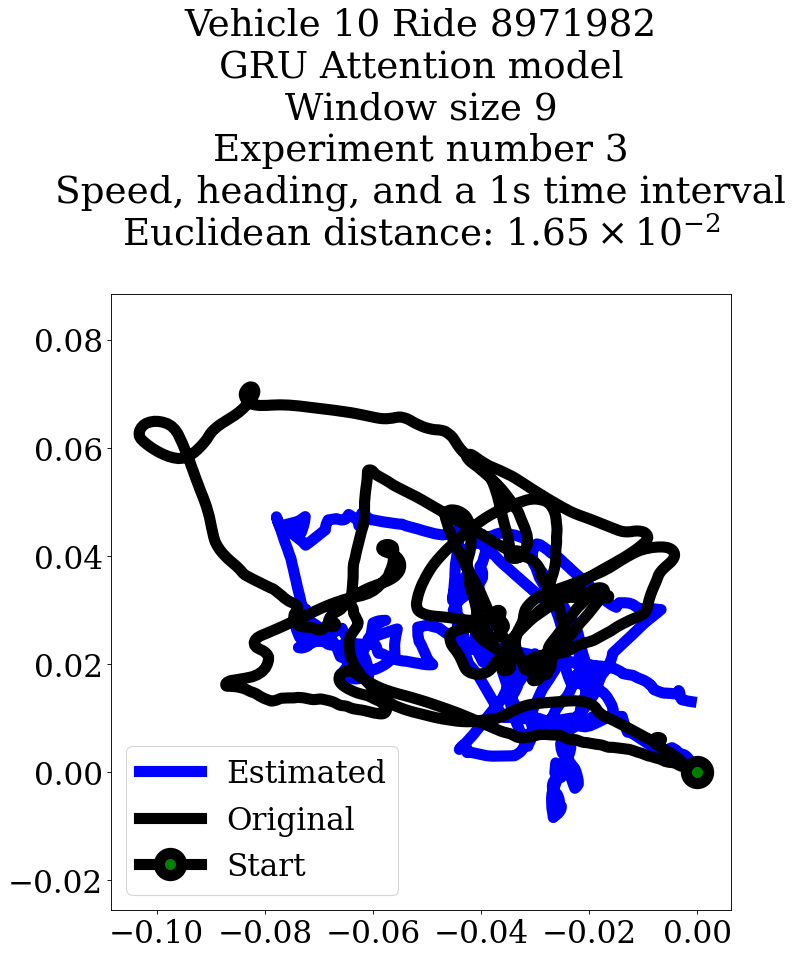 Vehicle 10 Ride 8971982
GRU Attention model
Window size 9
Experiment number 3
Speed, heading, and a 1s time interval
Euclidean distance: 1.65 × 10⁻²
0.08
0.06
0.04
0.02
0.00
−0.02
Estimated
Original
Start
−0.10 −0.08 −0.06 −0.04 −0.02 0.00